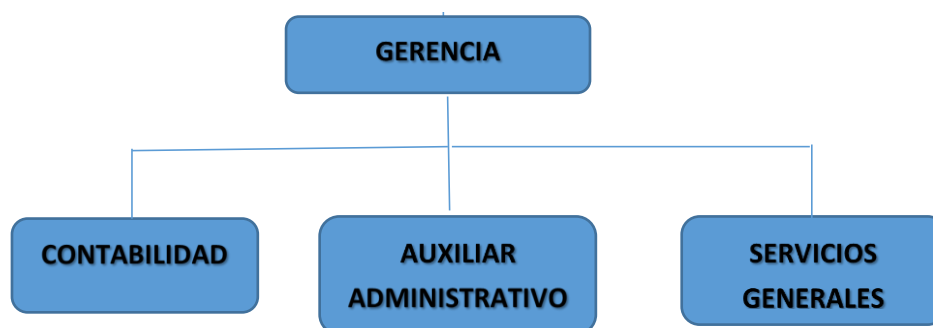 GERENCIA
CONTABILIDAD
AUXILIAR
ADMINISTRATIVO
SERVICIOS
GENERALES